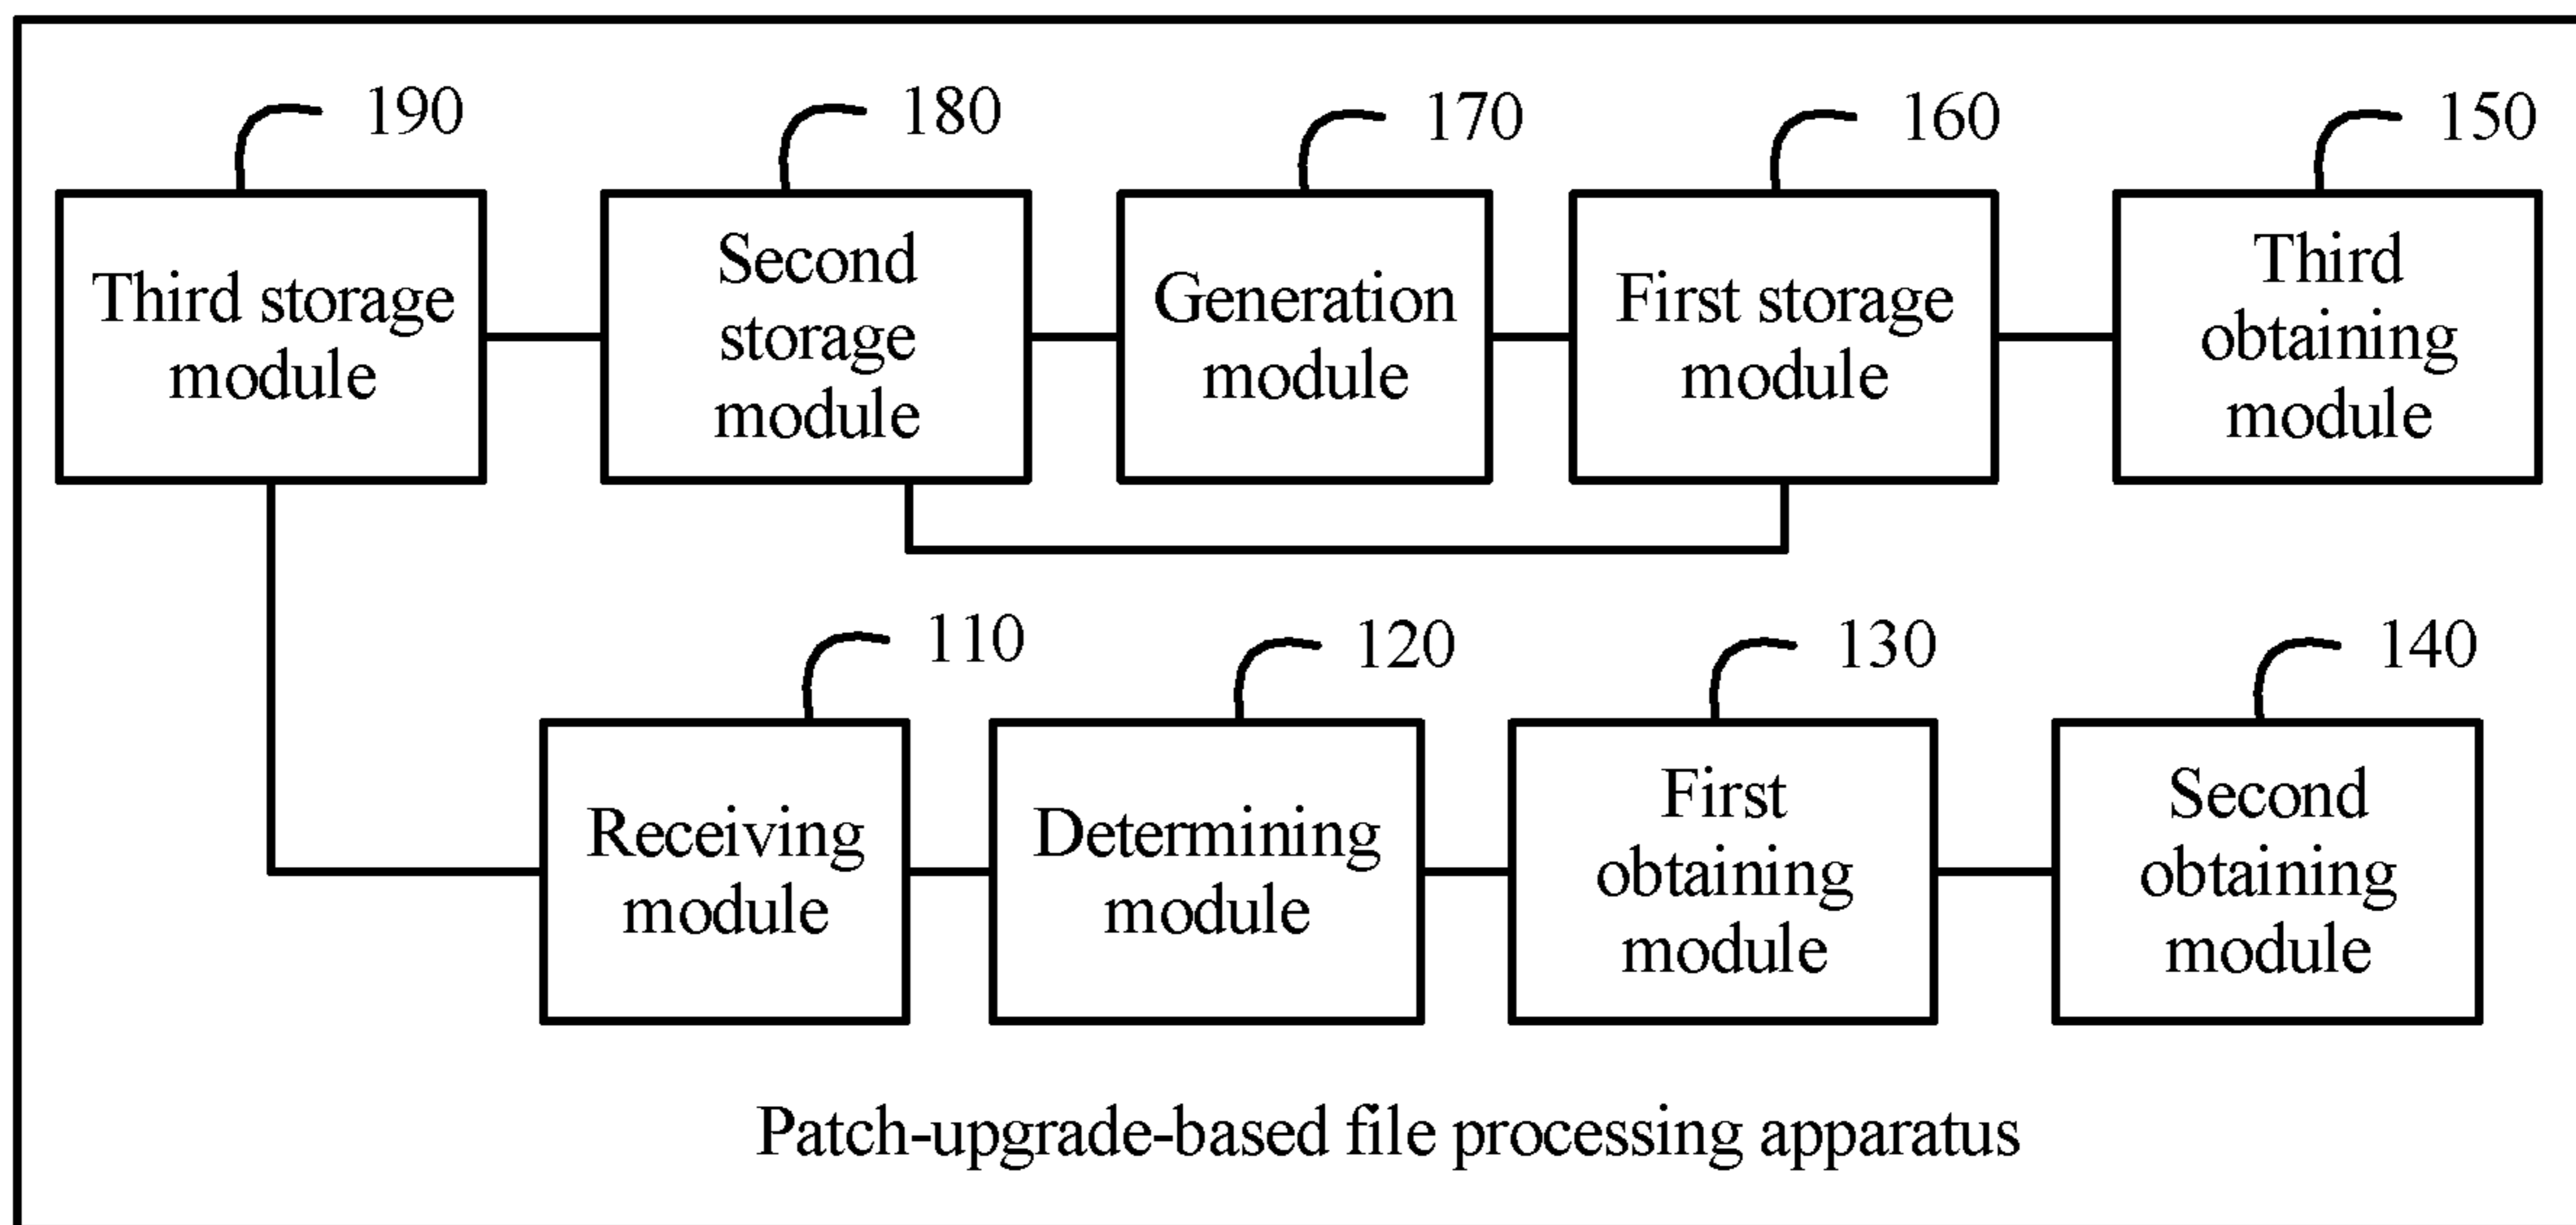 190
180
170
160
150
Third storage
module
Second
storage
module
Generation
module
First storage
module
Third
obtaining
module
110
120
130
140
Receiving
module
Determining
module
First
obtaining
module
Second
obtaining
module
Patch-upgrade-based file processing apparatus